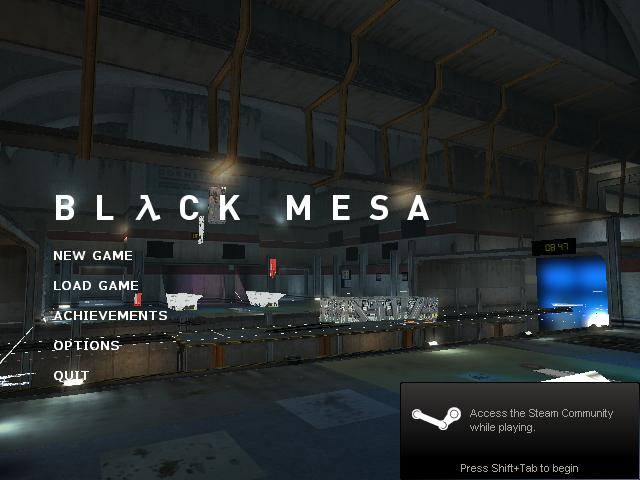 BLλCK MESA
NEW GAME
LOAD GAME
ACHIEVEMENTS
OPTIONS
QUIT
08 47
Access the Steam Community
while playing.
Press Shift+Tab to begin